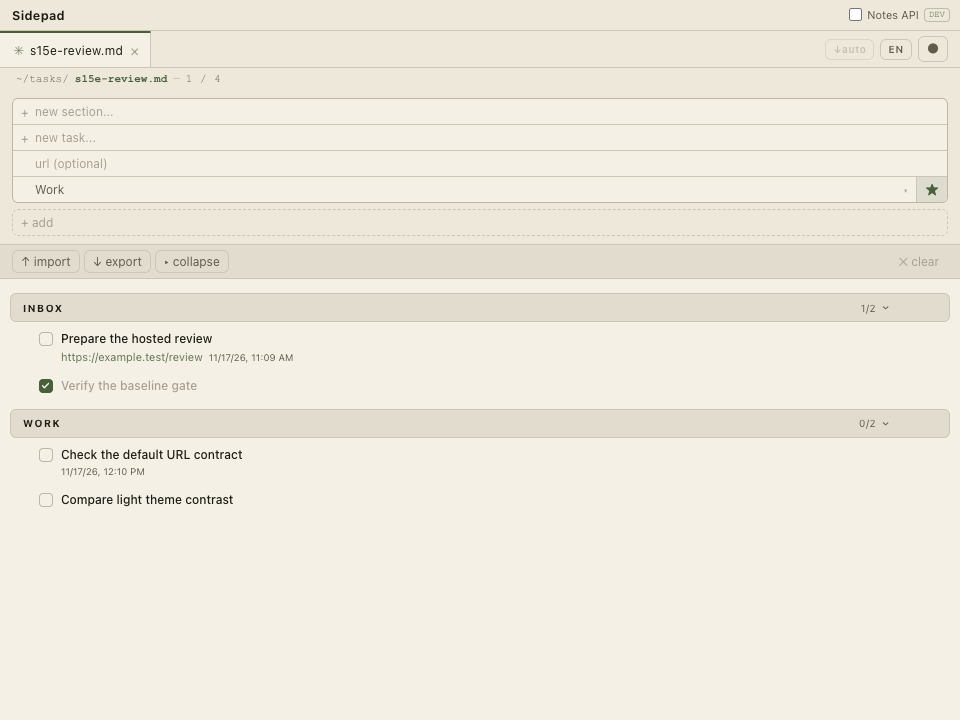 Sidepad
Notes API DEV
✳ s15e-review.md ×
↓auto EN
~/tasks/ s15e-review.md — 1 / 4
+ new section...
+ new task...
url (optional)
Work
+ add
↑ import ↓ export ▸ collapse × clear
INBOX 1/2
Prepare the hosted review
https://example.test/review 11/17/26, 11:09 AM
Verify the baseline gate
WORK 0/2
Check the default URL contract
11/17/26, 12:10 PM
Compare light theme contrast